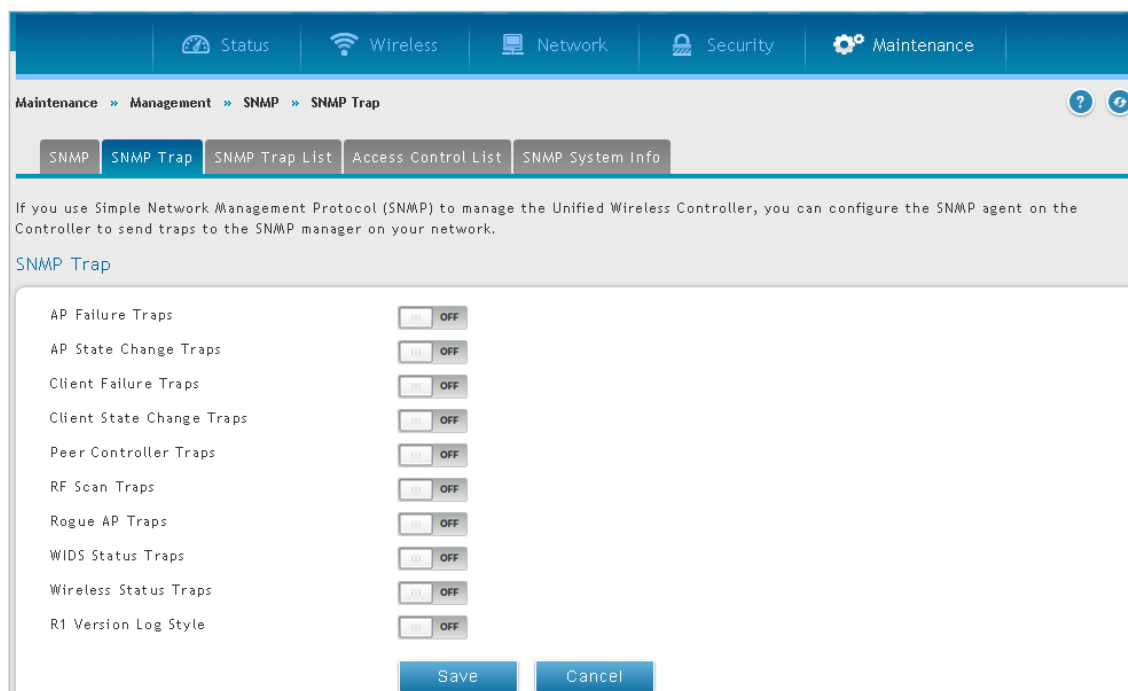 Status Wireless Network Security Maintenance
Maintenance » Management » SNMP » SNMP Trap
?
SNMP SNMP Trap SNMP Trap List Access Control List SNMP System Info
If you use Simple Network Management Protocol (SNMP) to manage the Unified Wireless Controller, you can configure the SNMP agent on the
Controller to send traps to the SNMP manager on your network.
SNMP Trap
AP Failure Traps OFF
AP State Change Traps OFF
Client Failure Traps OFF
Client State Change Traps OFF
Peer Controller Traps OFF
RF Scan Traps OFF
Rogue AP Traps OFF
WIDS Status Traps OFF
Wireless Status Traps OFF
R1 Version Log Style OFF
Save Cancel